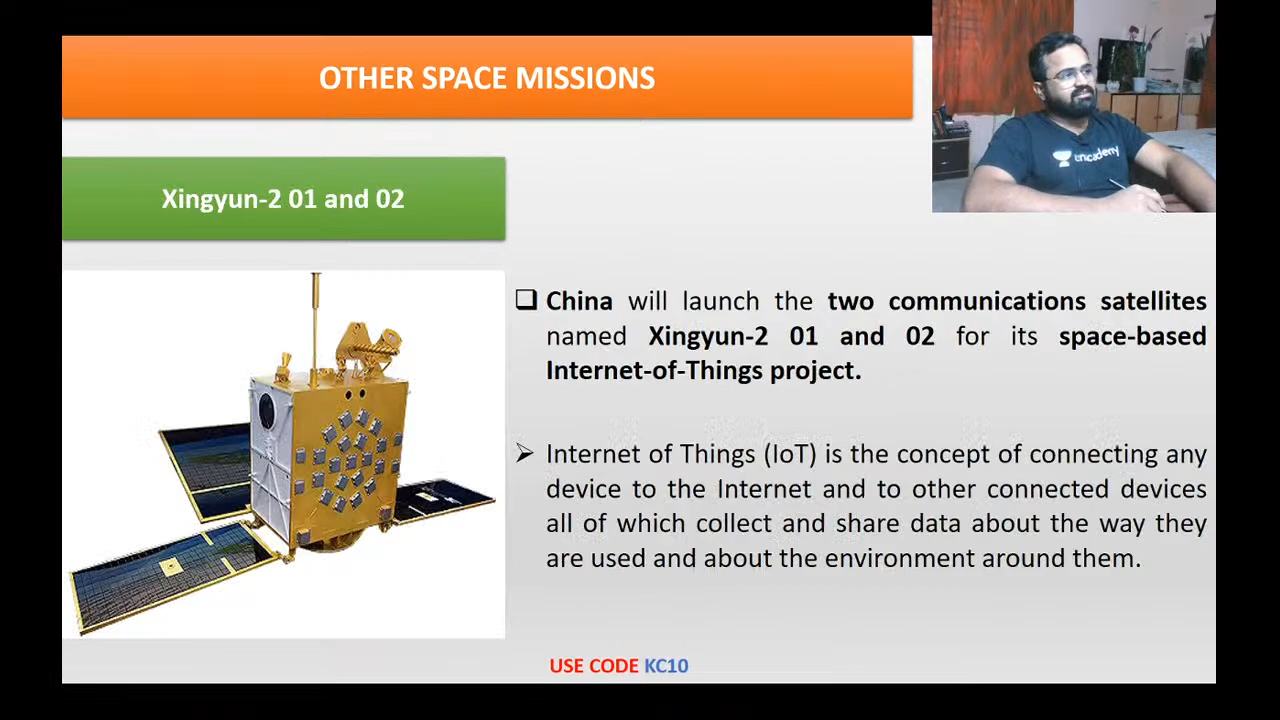 OTHER SPACE MISSIONS
unacademy
Xingyun-2 01 and 02
China will launch the two communications satellites
named Xingyun-2 01 and 02 for its space-based
Internet-of-Things project.
Internet of Things (IoT) is the concept of connecting any
device to the Internet and to other connected devices
all of which collect and share data about the way they
are used and about the environment around them.
USE CODE KC10